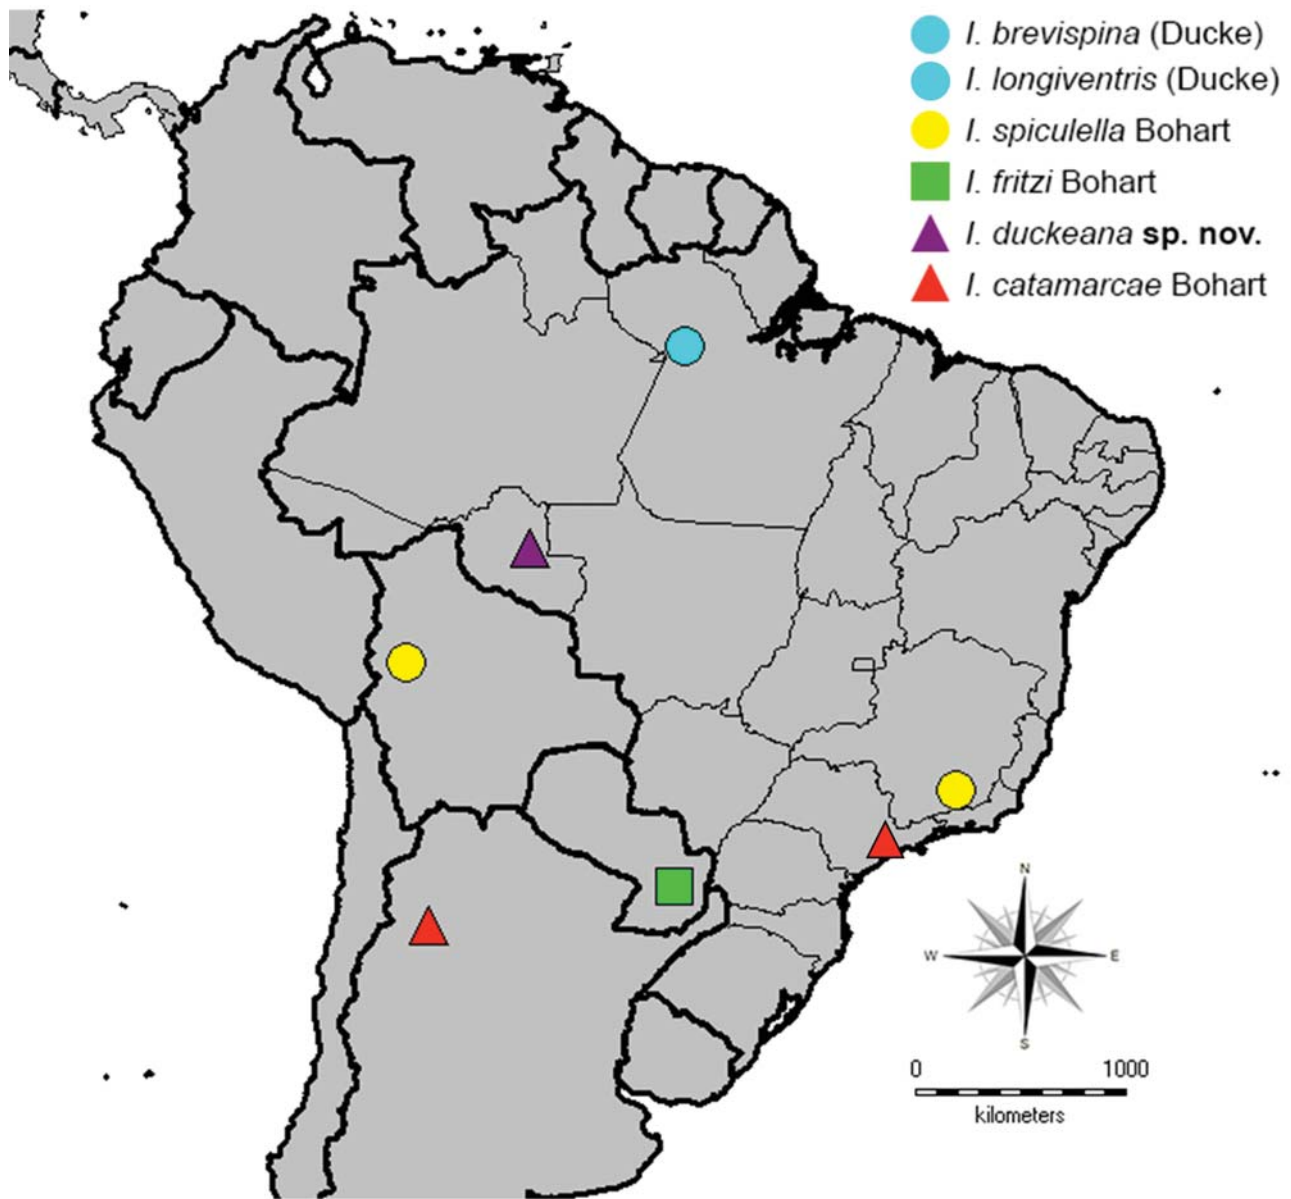 I. brevispina (Ducke)
I. longiventris (Ducke)
I. spiculella Bohart
I. fritzi Bohart
I. duckeana sp. nov.
I. catamarcae Bohart
N
W E
S
0 1000
kilometers